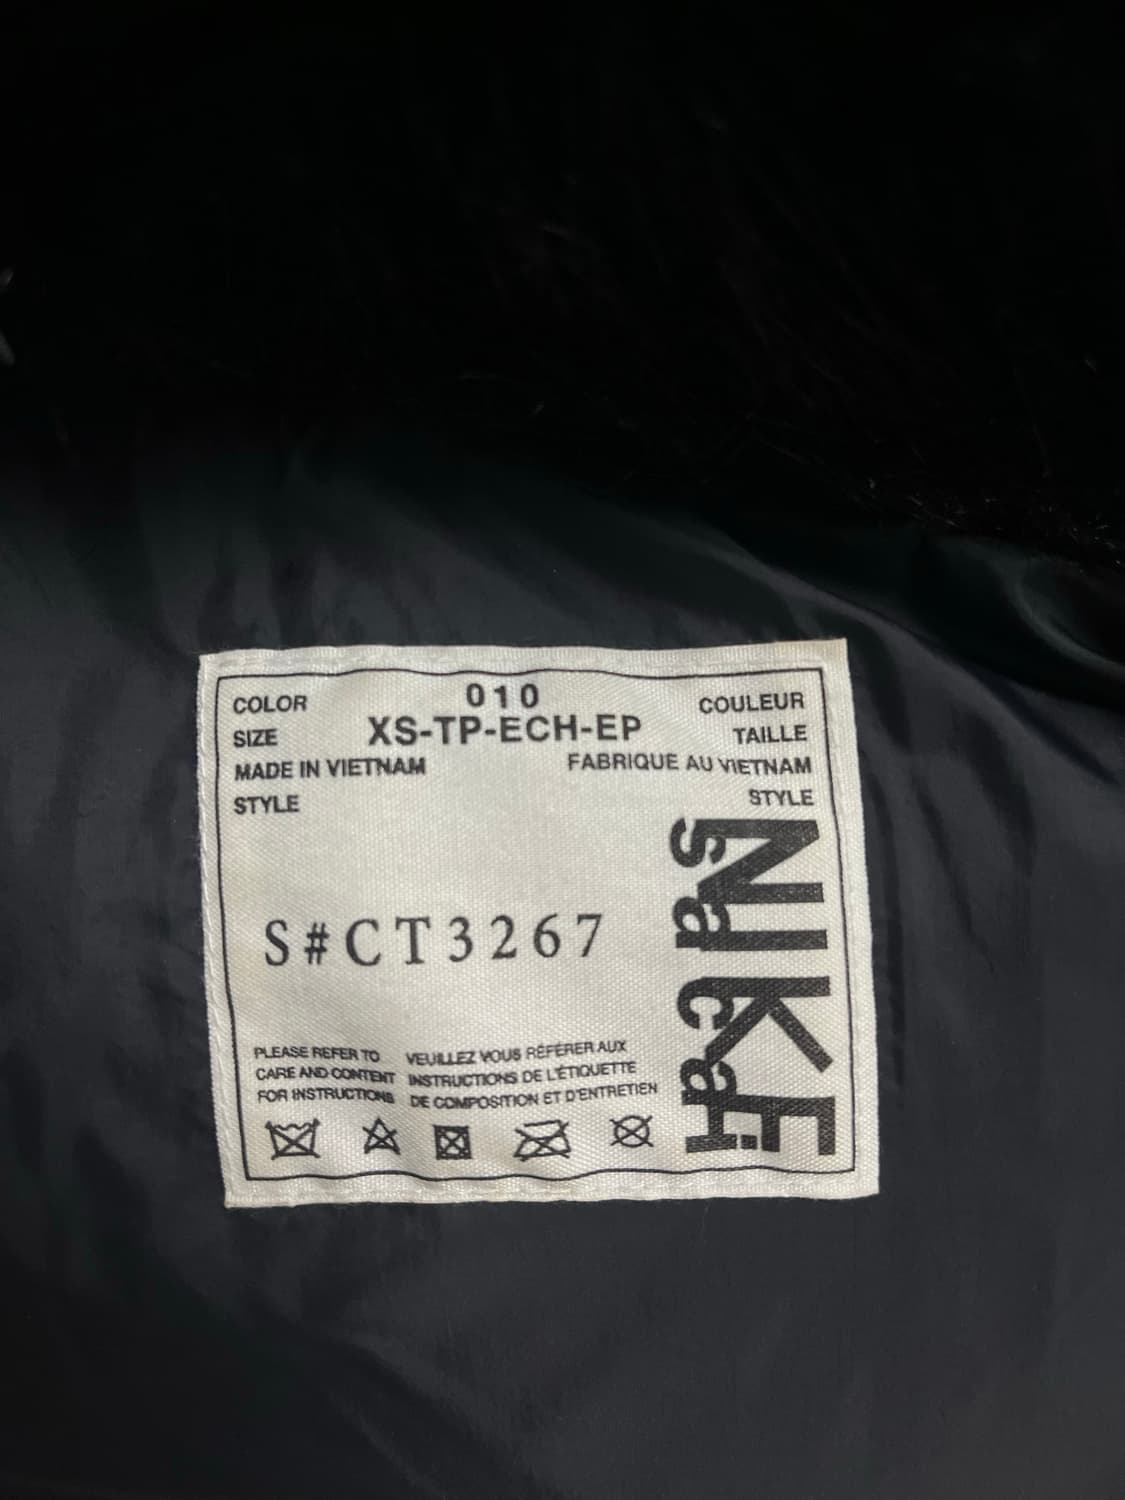 COLOR 010 COULEUR
SIZE XS-TP-ECH-EP TAILLE
MADE IN VIETNAM FABRIQUE AU VIETNAM
STYLE STYLE
S#CT3267
PLEASE REFER TO VEUILLEZ VOUS RÉFÉRER AUX
CARE AND CONTENT INSTRUCTIONS DE L'ÉTIQUETTE
FOR INSTRUCTIONS DE COMPOSITION ET D'ENTRETIEN
NIKE
sacai